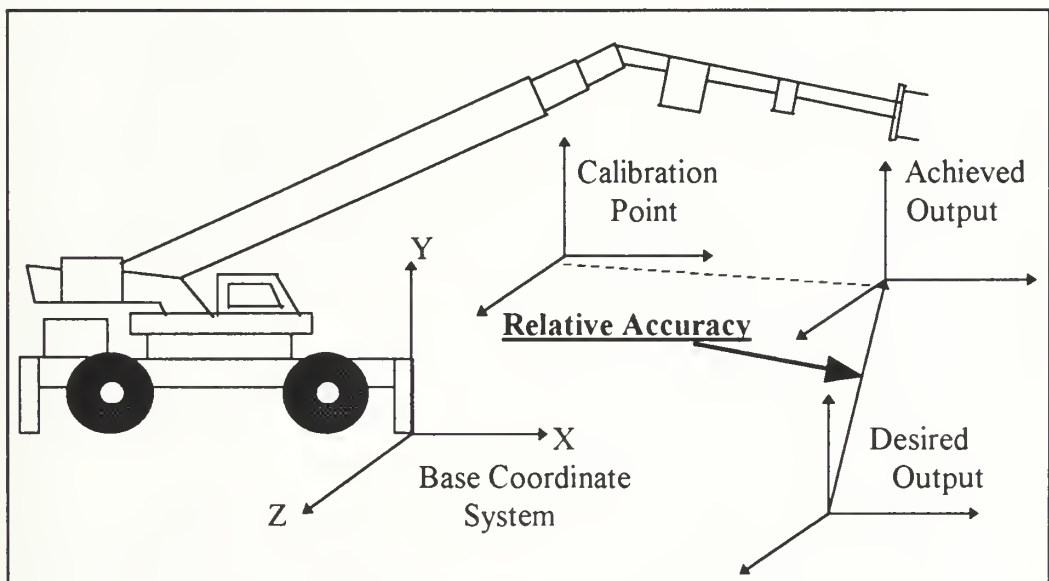 Calibration
Point
Achieved
Output
Y
Relative Accuracy
X
Desired
Output
Base Coordinate
System
Z